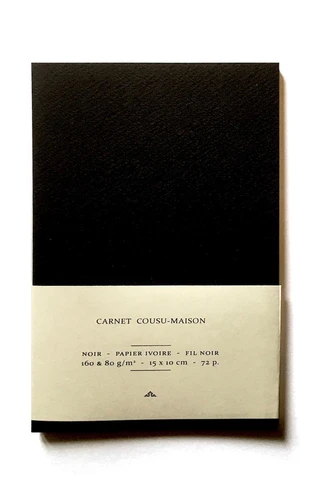 CARNET COUSU-MAISON
NOIR - PAPIER IVOIRE - FIL NOIR
160 & 80 g/m² - 15 x 10 cm - 72 p.